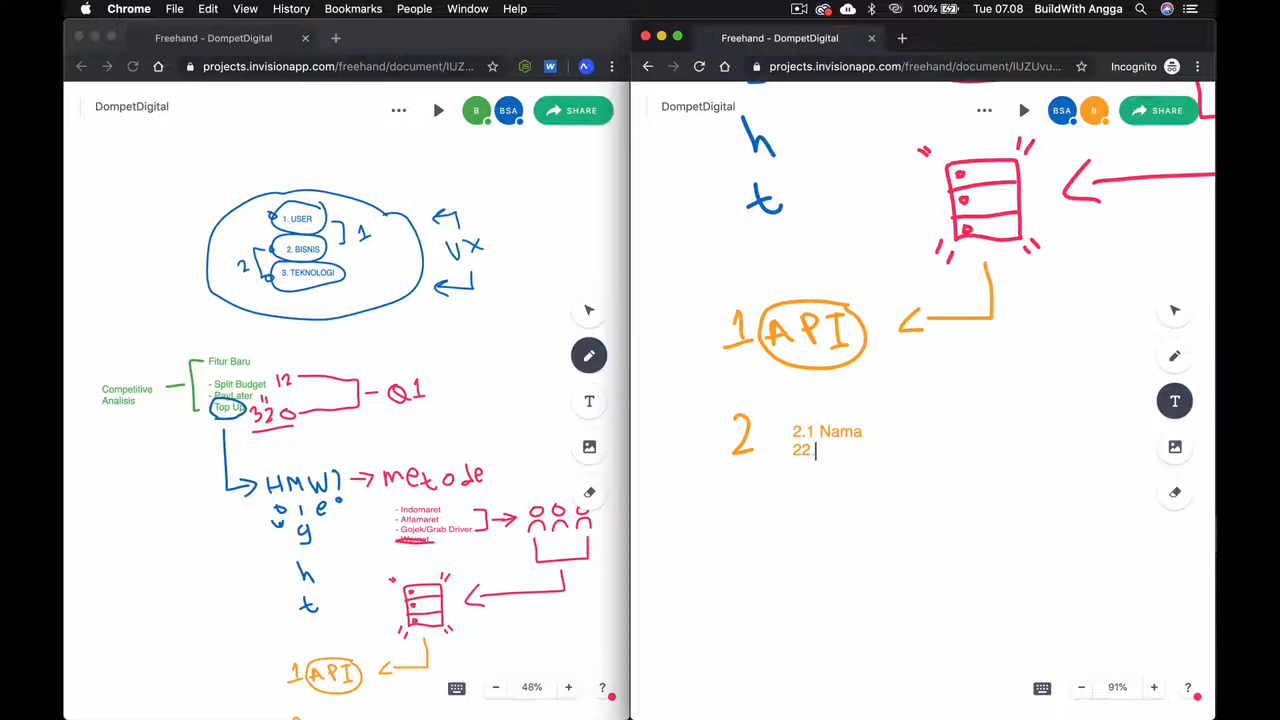 Chrome File Edit View History Bookmarks People Window Help 100% Tue 07.08 BuildWith Angga
Freehand - DompetDigital
projects.invisionapp.com/freehand/document/IUZ...
DompetDigital
B BSA SHARE
1. USER
2. BISNIS
3. TEKNOLOGI
1
2
UX
Fitur Baru
Competitive
Analisis
- Split Budget
- PayLater
Top Up
12
11
320
Q1
HMW?
metode
- Indomaret
- Alfamaret
- Gojek/Grab Driver
h
t
1 API
48%
?
Freehand - DompetDigital
projects.invisionapp.com/freehand/document/IUZUvu...
Incognito
DompetDigital
BSA B SHARE
h
t
1 API
2
2.1 Nama
22.
T
91%
?